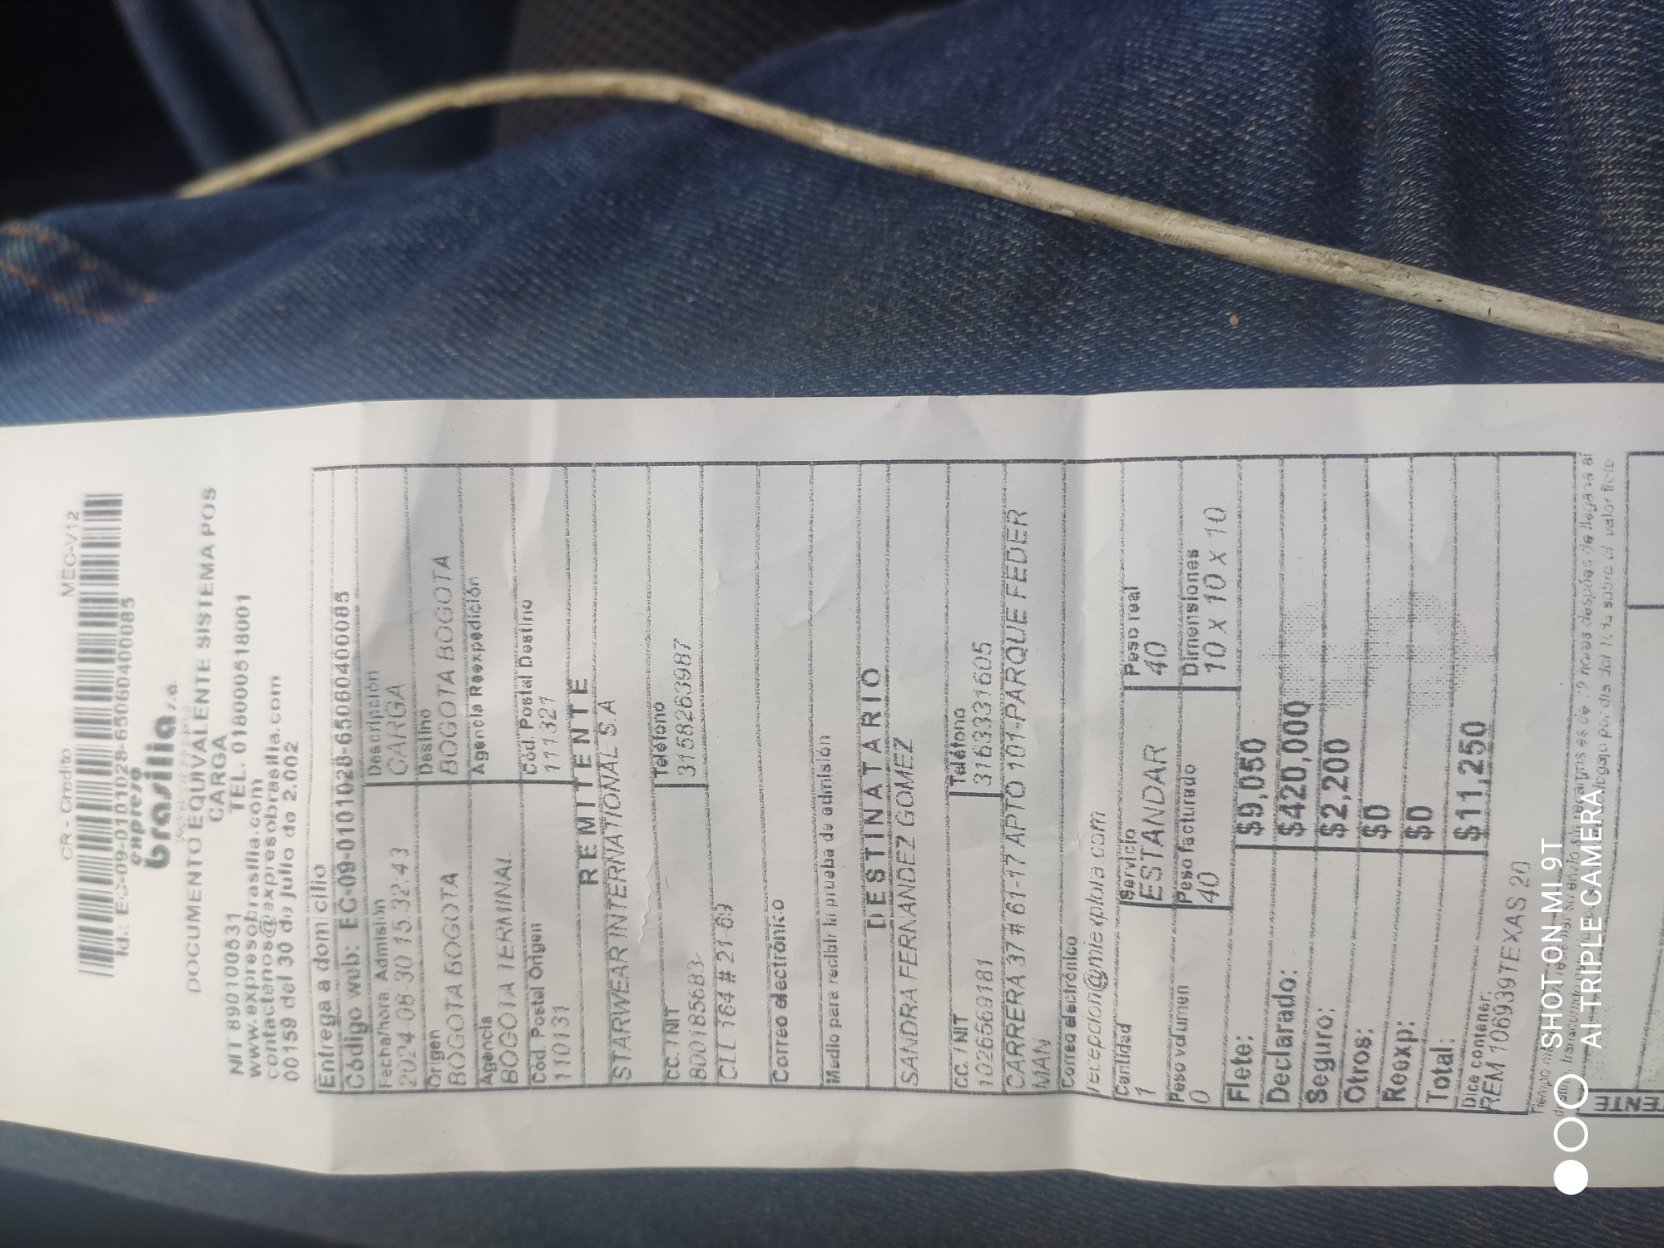 CR - Credito MEC-V12
Id.: EC-09-0101028-65060400085
expreso
brasilia s.a.
DOCUMENTO EQUIVALENTE SISTEMA POS
CARGA
NIT 890100531 TEL. 018000518001
www.expresobrasilia.com
contactenos@expresobrasilia.com
00159 del 30 de julio de 2.002
Entrega a domicilio
Código web: EC-09-0101028-65060400085
Fecha/hora Admisión Descripción
2024-08-30 15:32:43 CARGA
Origen Destino
BOGOTA BOGOTA BOGOTA BOGOTA
Agencia Agencia Reexpedición
BOGOTA TERMINAL
Cód. Postal Origen Cód. Postal Destino
110131 111321
REMITENTE
STARWEAR INTERNATIONAL S.A
CC. / NIT Teléfono
800185683 3158263987
CLL 164 # 21-69
Correo electrónico
Medio para recibir la prueba de admisión
DESTINATARIO
SANDRA FERNANDEZ GOMEZ
CC. / NIT Teléfono
1026569181 3163331605
CARRERA 37 # 61-17 APTO 101-PARQUE FEDER
MAN
Correo electrónico
Cantidad Servicio Peso real
1 ESTANDAR 40
Peso volumen Peso facturado Dimensiones
0 40 10 x 10 x 10
Flete: $9,050
Declarado: $420,000
Seguro: $2,200
Otros: $0
Reexp: $0
Total: $11,250
Dice contener:
REM 106939TEXAS 20
SHOT ON MI 9T
AI TRIPLE CAMERA